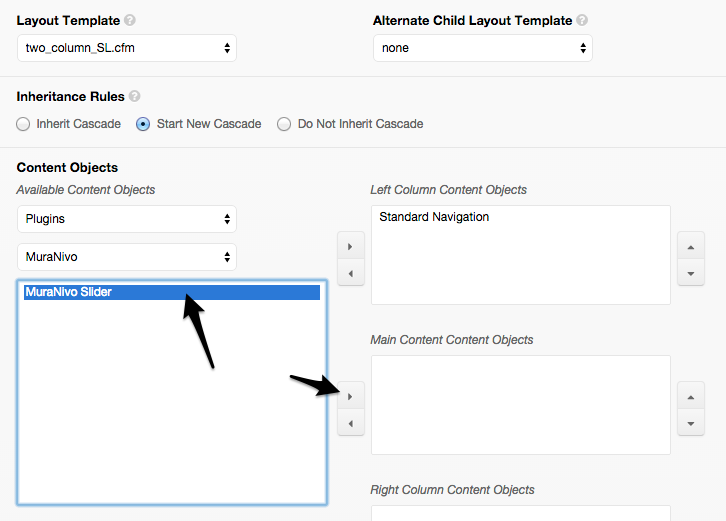 Layout Template
Alternate Child Layout Template
two_column_SL.cfm
none
Inheritance Rules
Inherit Cascade
Start New Cascade
Do Not Inherit Cascade
Content Objects
Available Content Objects
Left Column Content Objects
Plugins
Standard Navigation
MuraNivo
MuraNivo Slider
Main Content Content Objects
Right Column Content Objects